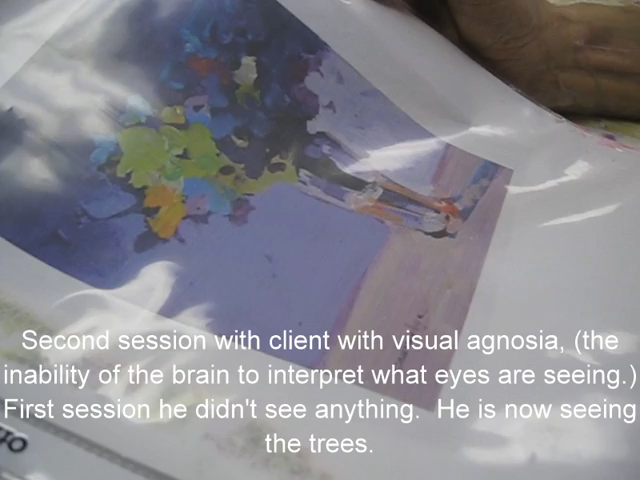 Second session with client with visual agnosia, (the
inability of the brain to interpret what eyes are seeing.)
First session he didn't see anything.  He is now seeing
the trees.